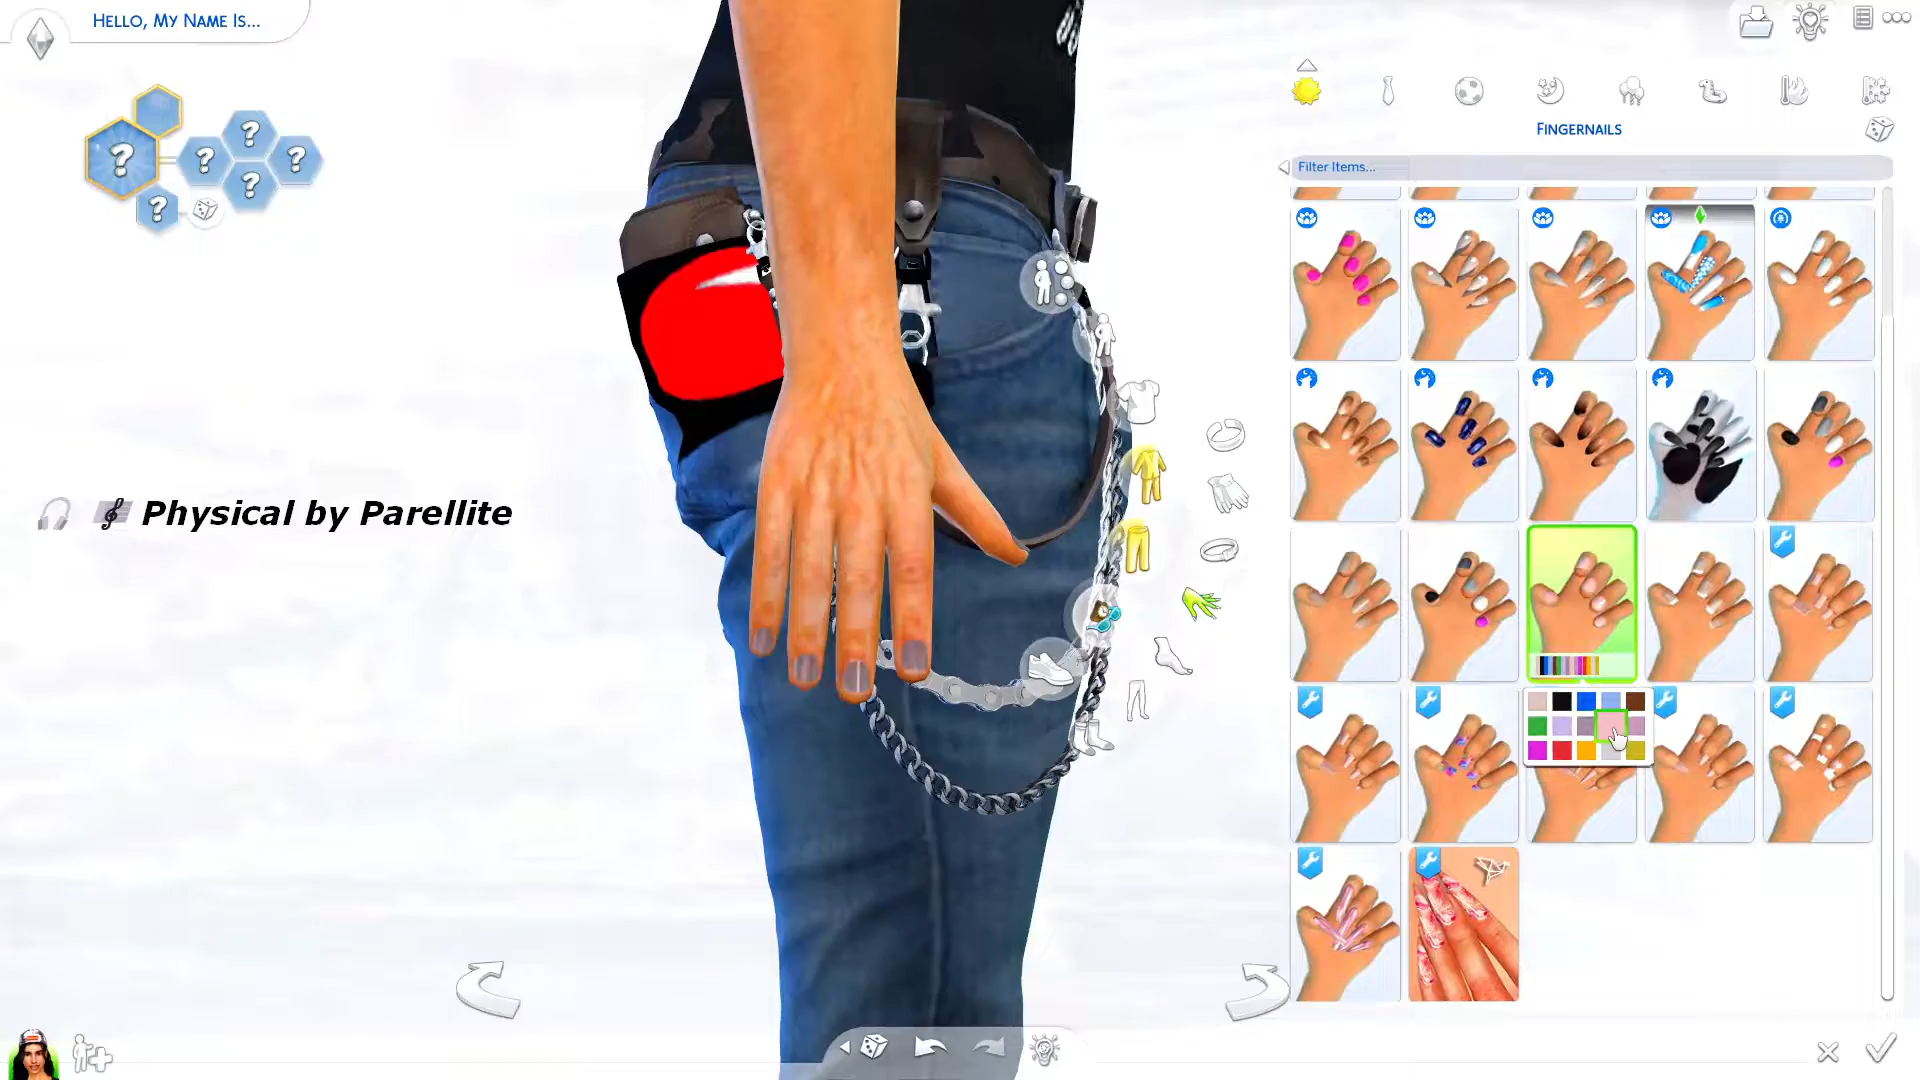 HELLO, MY NAME IS...
FINGERNAILS
Filter Items...
Physical by Parellite